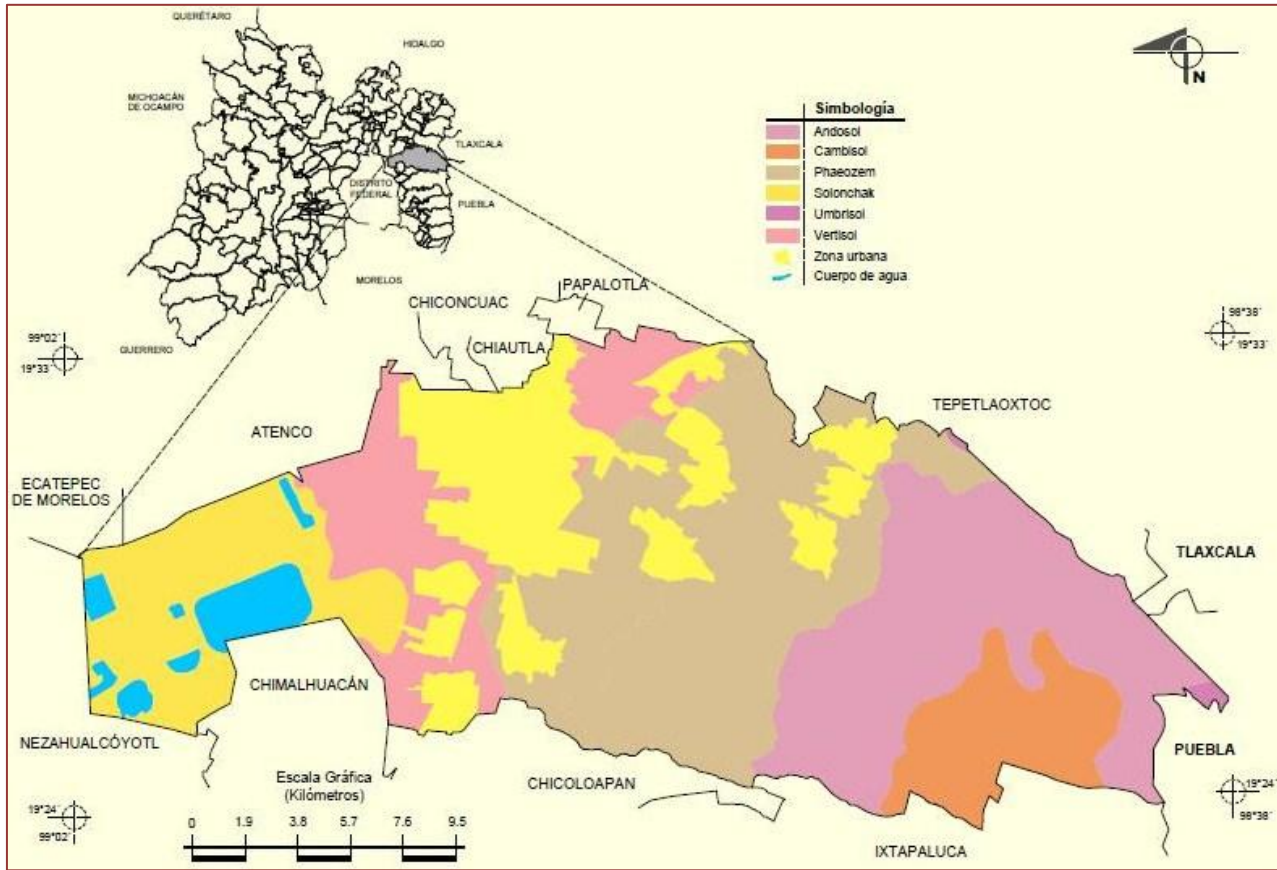 QUERÉTARO
HIDALGO
MICHOACÁN
DE OCAMPO
TLAXCALA
DISTRITO
FEDERAL
PUEBLA
MORELOS
GUERRERO
N
Simbología
Andosol
Cambisol
Phaeozem
Solonchak
Umbrisol
Vertisol
Zona urbana
Cuerpo de agua
PAPALOTLA
CHICONCUAC
CHIAUTLA
99°02´
19°33´
98°38´
19°33´
TEPETLAOXTOC
ATENCO
ECATEPEC
DE MORELOS
TLAXCALA
CHIMALHUACÁN
NEZAHUALCÓYOTL
PUEBLA
Escala Gráfica
(Kilómetros)
CHICOLOAPAN
19°24´
99°02´
19°24´
98°38´
0 1.9 3.8 5.7 7.6 9.5
IXTAPALUCA